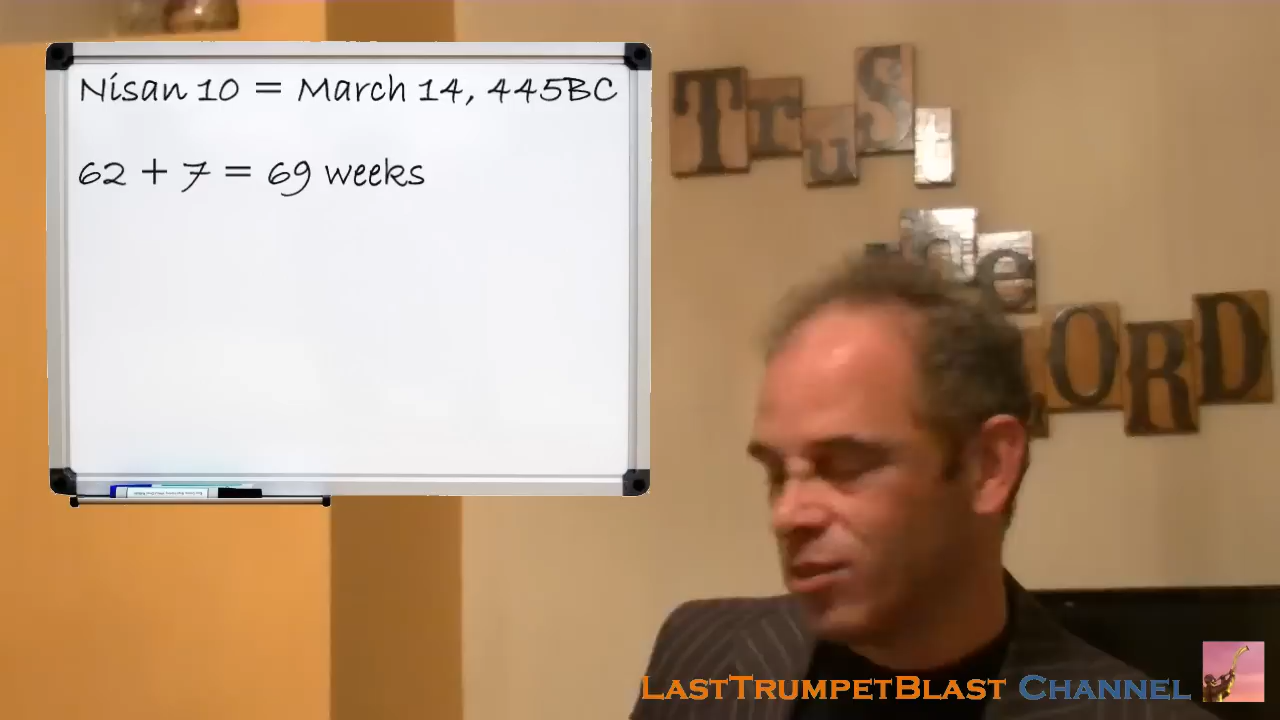 Nisan 10 = March 14, 445BC
62 + 7 = 69 weeks
TruSt
the
LORD
LastTrumpetBlast Channel